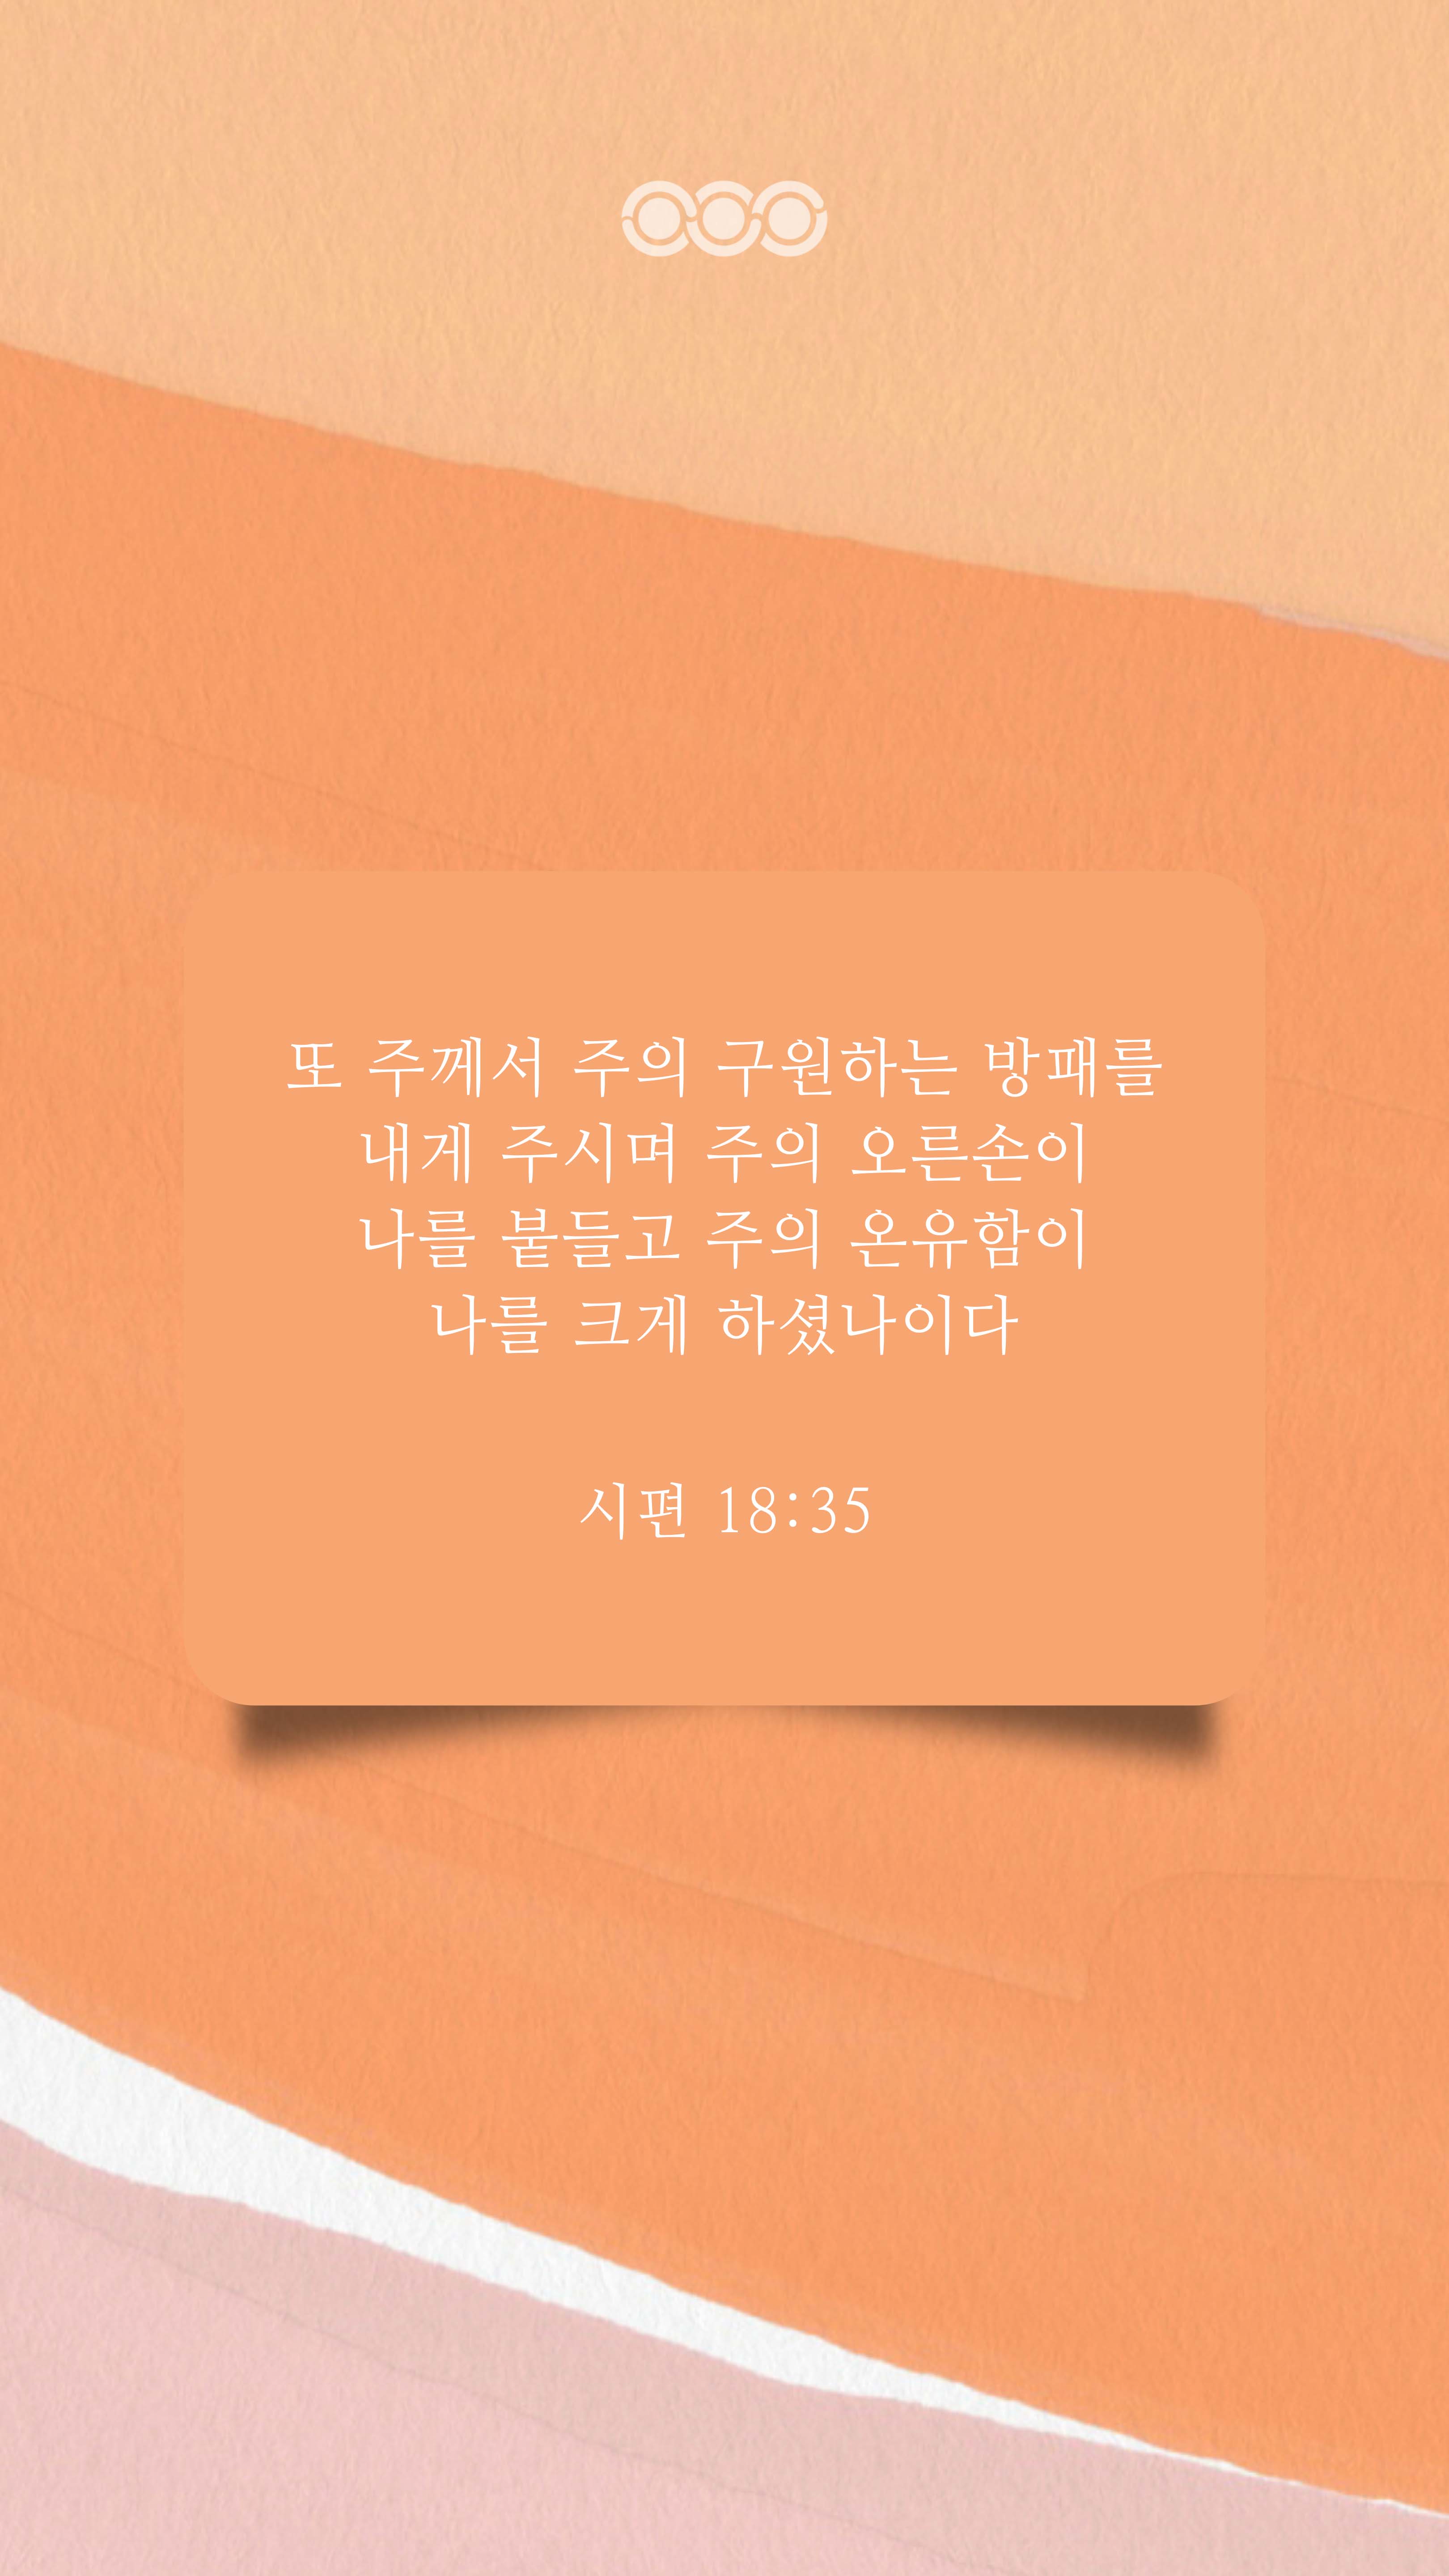 또 주께서 주의 구원하는 방패를
내게 주시며 주의 오른손이
나를 붙들고 주의 온유함이
나를 크게 하셨나이다
시편 18:35